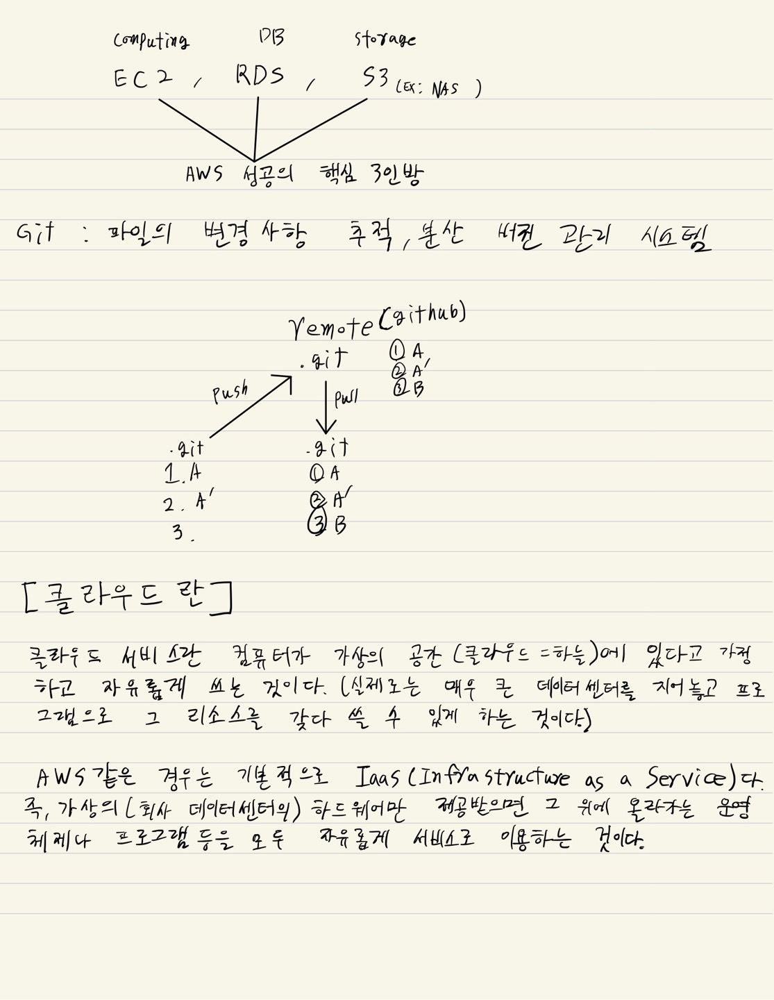 computing DB storage
EC2 , RDS , S3 (EX: NAS )
AWS 성공의 핵심 3인방
Git : 파일의 변경 사항 추적, 분산 버젼 관리 시스템
remote (github)
.git ① A
② A'
③ B
push pull
.git .git
1. A ① A
2. A' ② A'
3. ③ B
[클라우드란]
클라우드 서비스란 컴퓨터가 가상의 공간 (클라우드 = 하늘)에 있다고 가정
하고 자유롭게 쓰는 것이다. (실제로는 매우 큰 데이터센터를 지어놓고 프로
그램으로 그 리소스를 갖다 쓸 수 있게 하는 것이다.)
AWS 같은 경우는 기본적으로 Iaas (Infra structure as a Service)다.
즉, 가상의 (회사 데이터센터의) 하드웨어만 제공받으면 그 위에 올라가는 운영
체제나 프로그램 등을 모두 자유롭게 서비스로 이용하는 것이다.